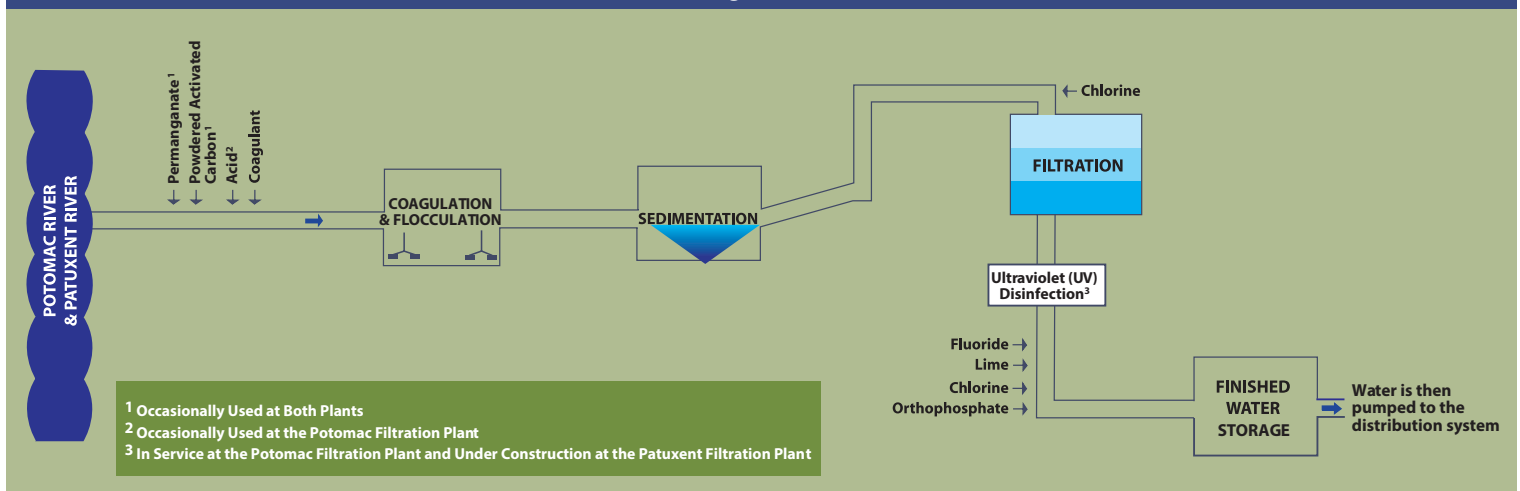 POTOMAC RIVER
& PATUXENT RIVER
Permanganate¹
Powdered Activated
Carbon¹
Acid²
Coagulant
COAGULATION
& FLOCCULATION
SEDIMENTATION
Chlorine
FILTRATION
Ultraviolet (UV)
Disinfection³
Fluoride
Lime
Chlorine
Orthophosphate
FINISHED
WATER
STORAGE
Water is then
pumped to the
distribution system
¹ Occasionally Used at Both Plants
² Occasionally Used at the Potomac Filtration Plant
³ In Service at the Potomac Filtration Plant and Under Construction at the Patuxent Filtration Plant